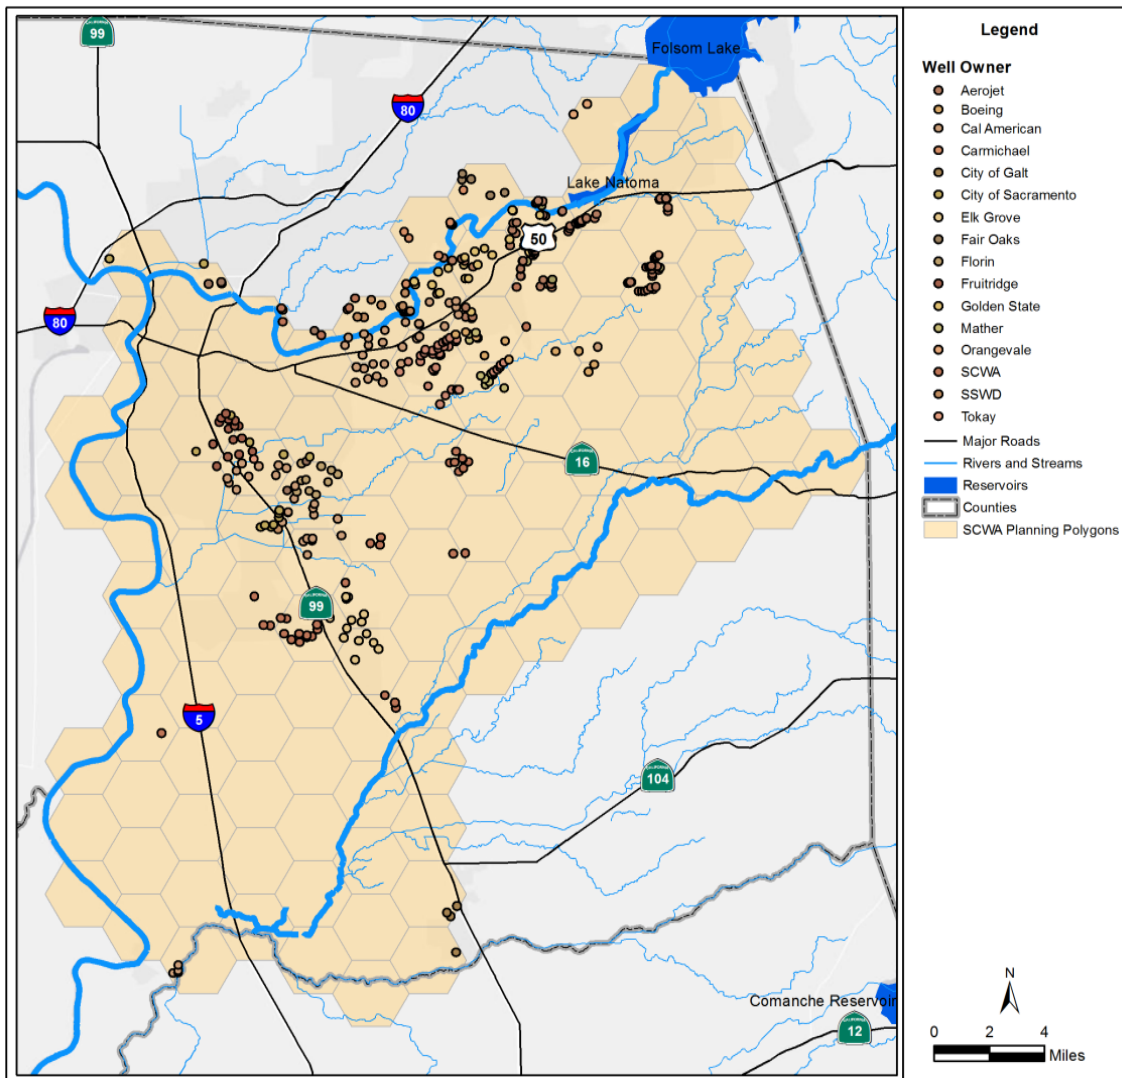 99
Folsom Lake
80
Lake Natoma
50
80
16
99
5
104
Comanche Reservoir
12
Legend
Well Owner
Aerojet
Boeing
Cal American
Carmichael
City of Galt
City of Sacramento
Elk Grove
Fair Oaks
Florin
Fruitridge
Golden State
Mather
Orangevale
SCWA
SSWD
Tokay
Major Roads
Rivers and Streams
Reservoirs
Counties
SCWA Planning Polygons
N
0 2 4
Miles